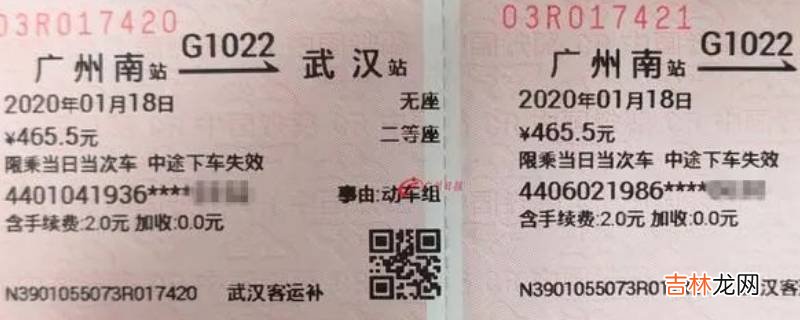 03R017420
广州南站 G1022 武汉站
2020年01月18日 无座
¥465.5元 二等座
限乘当日当次车 中途下车失效
4401041936**** 事由:动车组
含手续费:2.0元 加收:0.0元
N3901055073R017420 武汉客运补
03R017421
广州南站 G1022
2020年01月18日
¥465.5元
限乘当日当次车 中途下车失效
4406021986****
含手续费:2.0元 加收:0.0元
N3901055073R017
吉林龙网